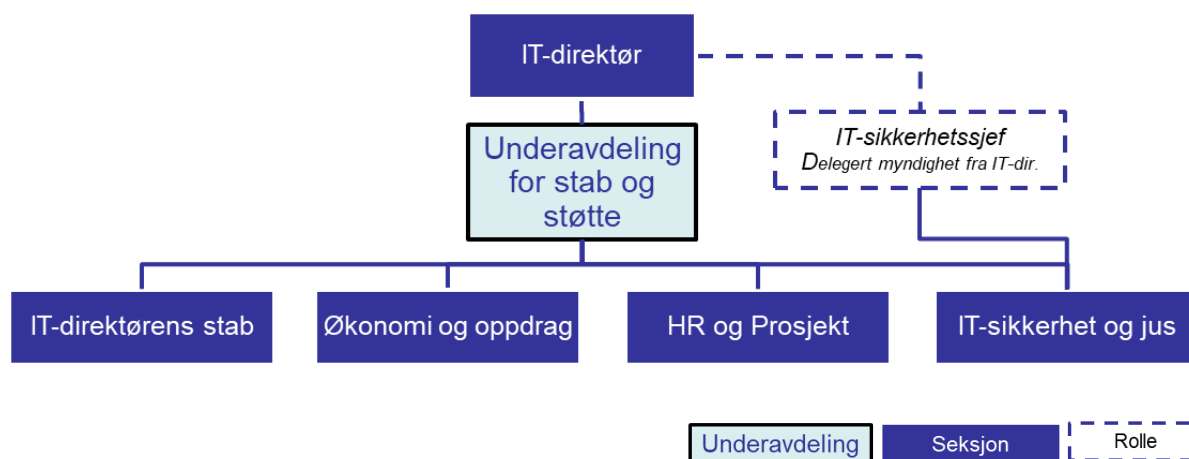 IT-direktør
Underavdeling
for stab og
støtte
IT-sikkerhetssjef
Delegert myndighet fra IT-dir.
IT-direktørens stab
Økonomi og oppdrag
HR og Prosjekt
IT-sikkerhet og jus
Underavdeling
Seksjon
Rolle